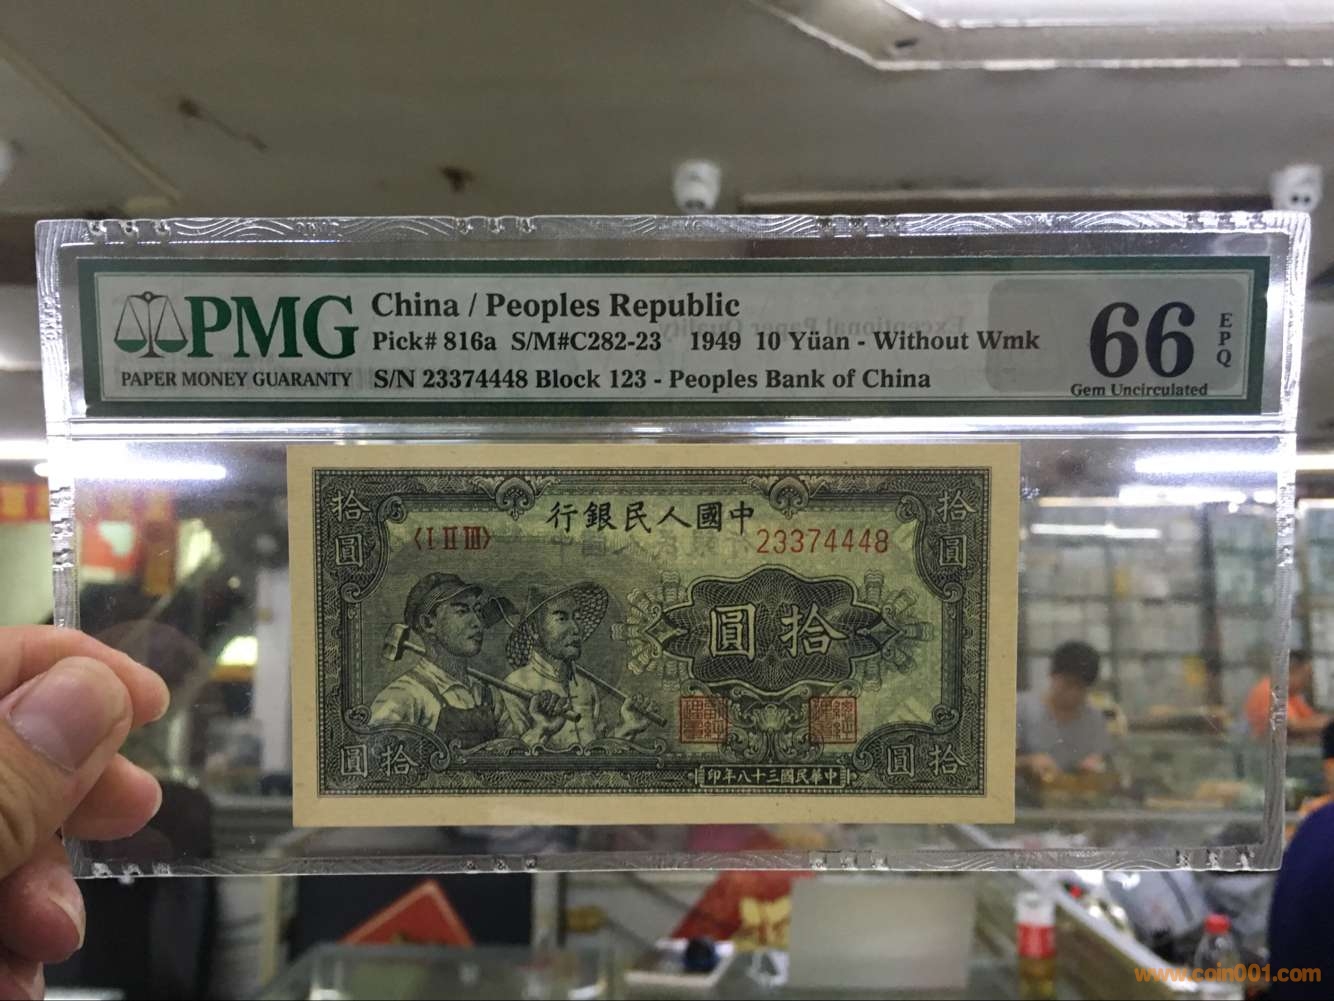 PMG
PAPER MONEY GUARANTY
China / Peoples Republic
Pick# 816a S/M#C282-23 1949 10 Yüan - Without Wmk
S/N 23374448 Block 123 - Peoples Bank of China
66
EPQ
Gem Uncirculated
行銀民人國中
拾圓
拾圓
〈I II III〉
23374448
圓拾
圓拾
圓拾
印年八十三國民華中
www.coin001.com